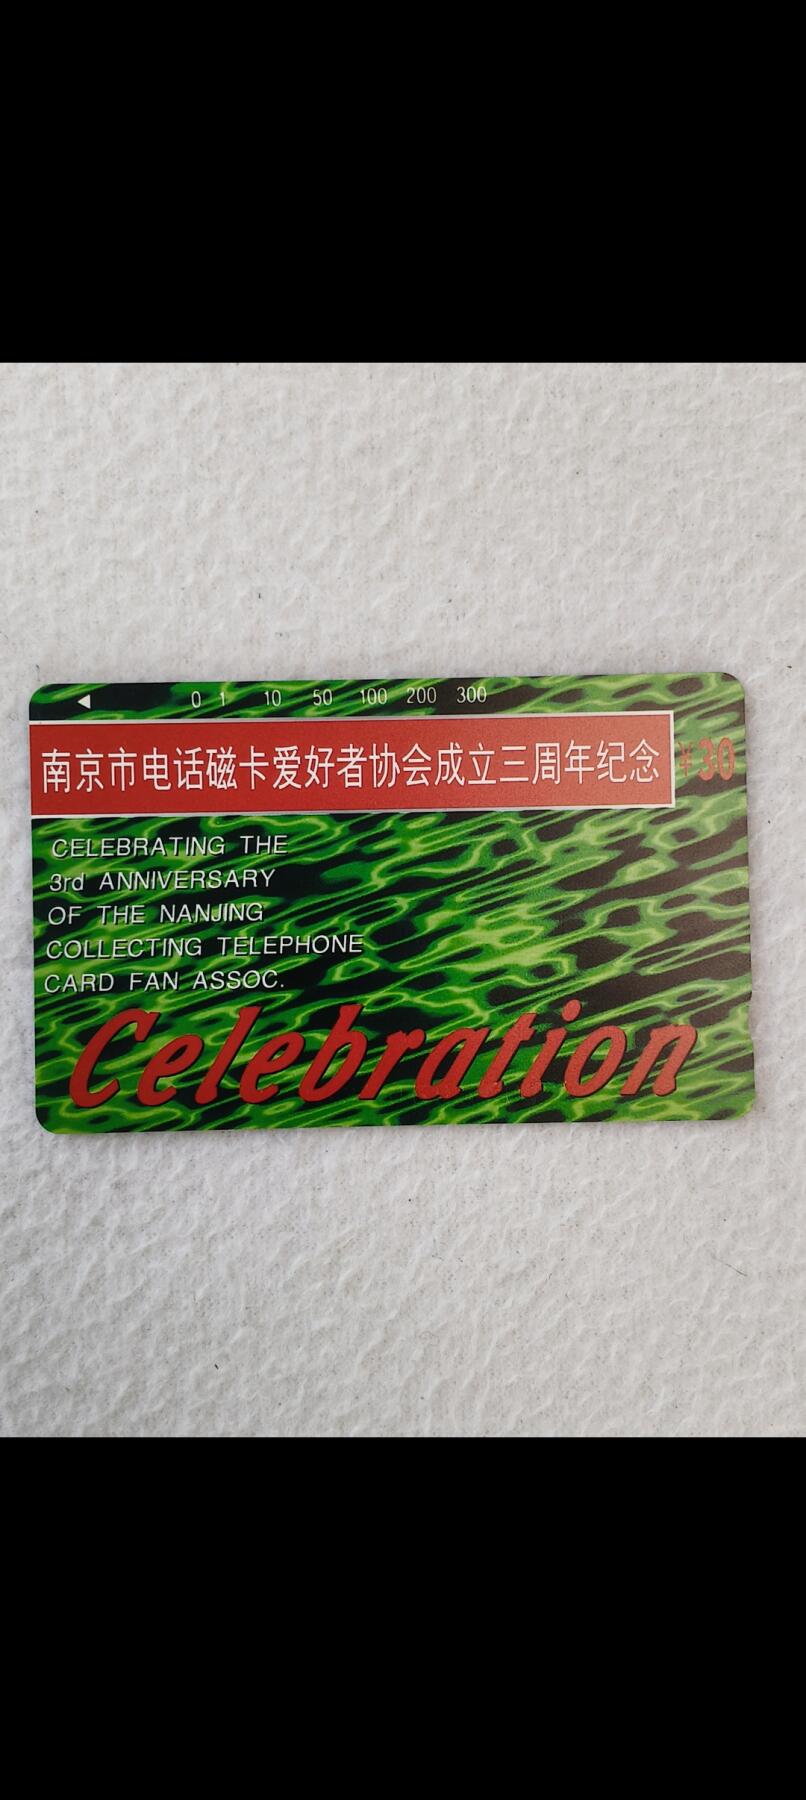 ◀ 0 1 10 50 100 200 300
南京市电话磁卡爱好者协会成立三周年纪念 ¥30
CELEBRATING THE
3rd ANNIVERSARY
OF THE NANJING
COLLECTING TELEPHONE
CARD FAN ASSOC.
Celebration